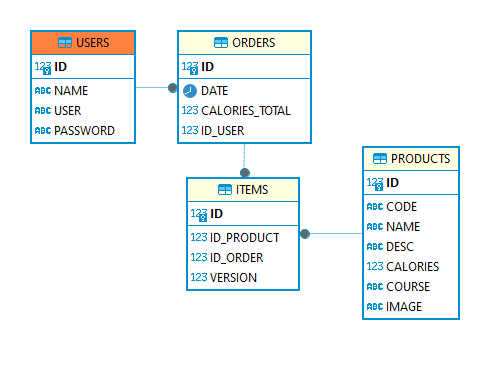 USERS
123 ID
ABC NAME
ABC USER
ABC PASSWORD
ORDERS
123 ID
DATE
123 CALORIES_TOTAL
123 ID_USER
ITEMS
123 ID
123 ID_PRODUCT
123 ID_ORDER
123 VERSION
PRODUCTS
123 ID
ABC CODE
ABC NAME
ABC DESC
123 CALORIES
ABC COURSE
ABC IMAGE